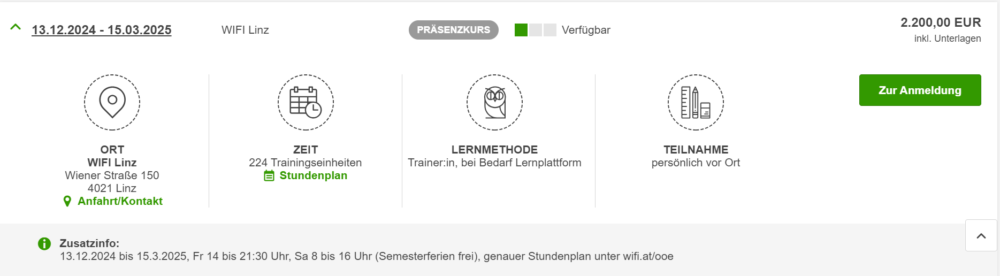 13.12.2024 - 15.03.2025
WIFI Linz
PRÄSENZKURS
Verfügbar
2.200,00 EUR
inkl. Unterlagen
Zur Anmeldung
ORT
WIFI Linz
Wiener Straße 150
4021 Linz
Anfahrt/Kontakt
ZEIT
224 Trainingseinheiten
Stundenplan
LERNMETHODE
Trainer:in, bei Bedarf Lernplattform
TEILNAHME
persönlich vor Ort
Zusatzinfo:
13.12.2024 bis 15.3.2025, Fr 14 bis 21:30 Uhr, Sa 8 bis 16 Uhr (Semesterferien frei), genauer Stundenplan unter wifi.at/ooe